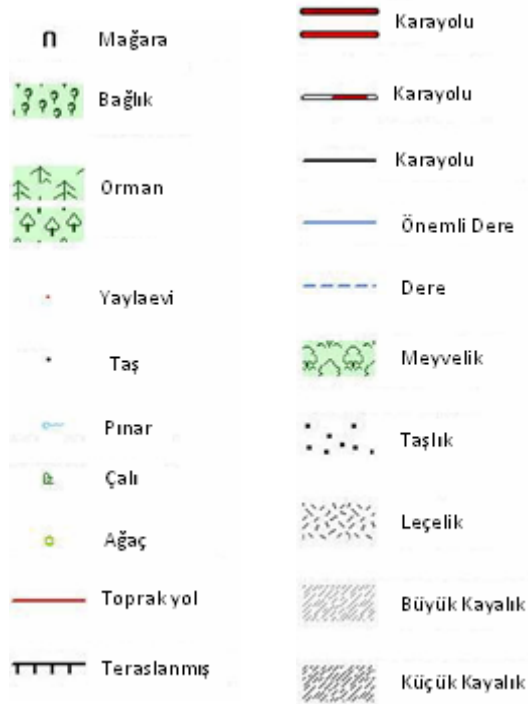 Mağara
Bağlık
Orman
Yaylaevi
Taş
Pınar
Çalı
Ağaç
Toprak yol
Teraslanmış
Karayolu
Karayolu
Karayolu
Önemli Dere
Dere
Meyvelik
Taşlık
Leçelik
Büyük Kayalık
Küçük Kayalık